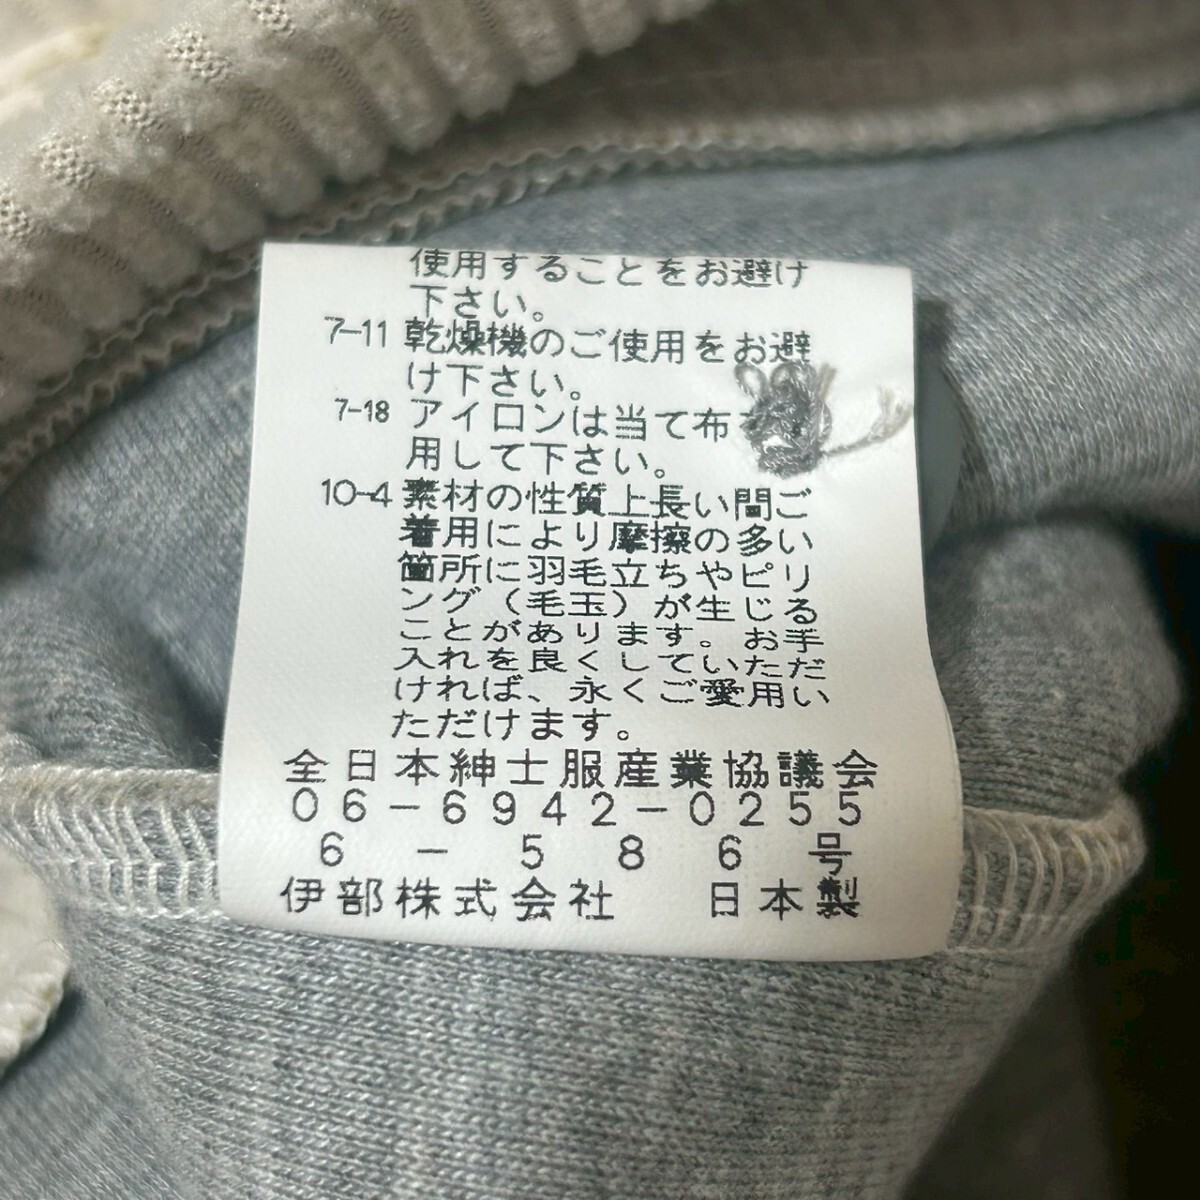 使用することをお避け
下さい。
7-11 乾燥機のご使用をお避
け下さい。
7-18 アイロンは当て布
用して下さい。
10-4 素材の性質上長い間ご
着用により摩擦の多い
箇所に羽毛立ちやピリ
ング（毛玉）が生じる
ことがあります。お手
入れを良くしていただ
ければ、永くご愛用い
ただけます。
全日本紳士服産業協議会
06-6942-0255
6-586号
伊部株式会社 日本製